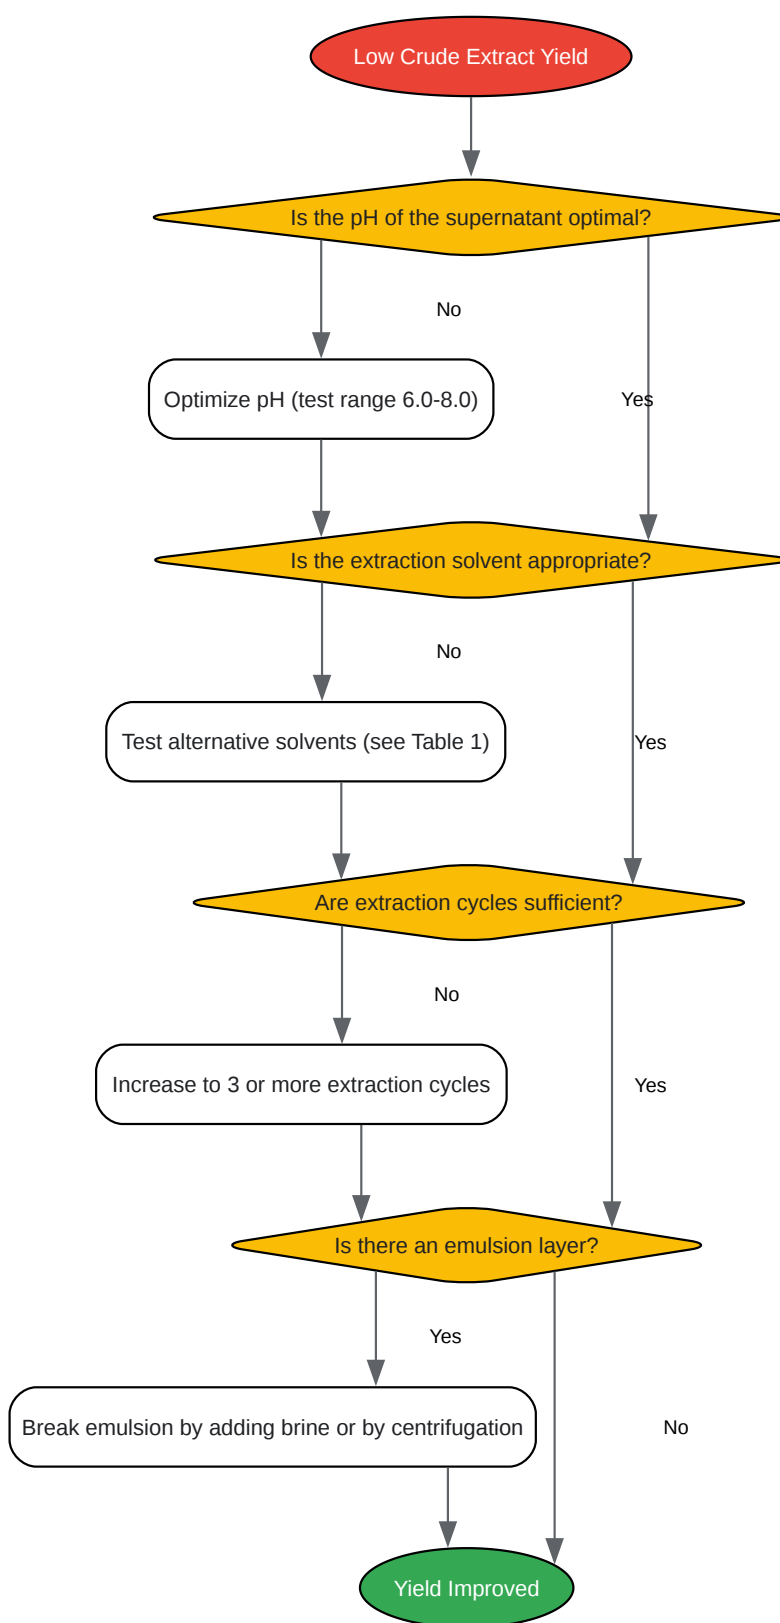 Low Crude Extract Yield
Is the pH of the supernatant optimal?
No
Optimize pH (test range 6.0-8.0)
Yes
Is the extraction solvent appropriate?
No
Test alternative solvents (see Table 1)
Yes
Are extraction cycles sufficient?
No
Increase to 3 or more extraction cycles
Yes
Is there an emulsion layer?
Yes
Break emulsion by adding brine or by centrifugation
No
Yield Improved